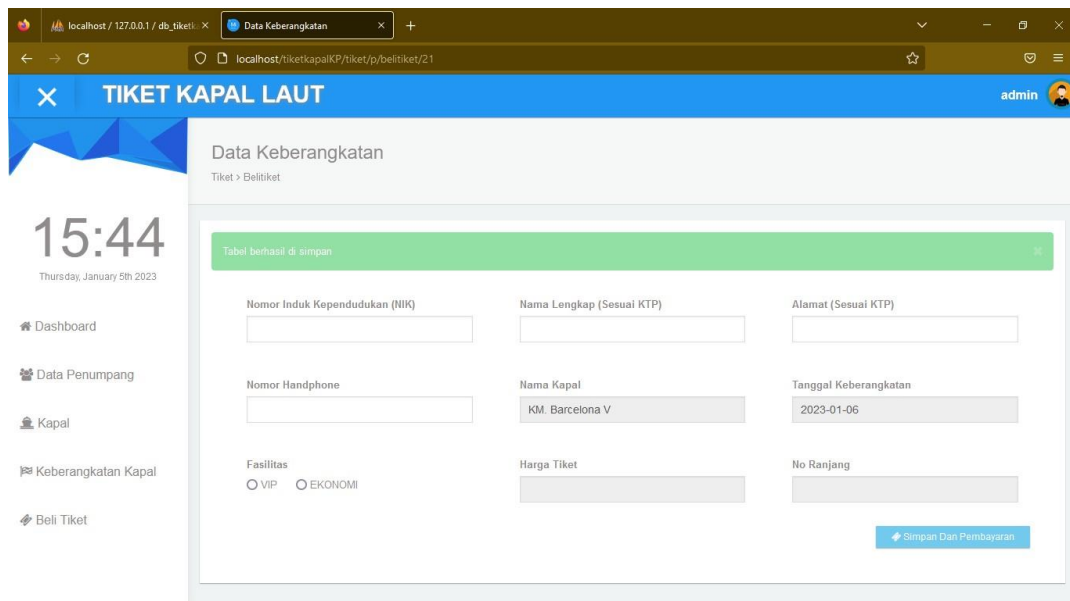 localhost / 127.0.0.1 / db_tiketk
Data Keberangkatan
localhost/tiketkapalKP/tiket/p/belitiket/21
TIKET KAPAL LAUT
admin
Data Keberangkatan
Tiket > Belitiket
15:44
Thursday, January 5th 2023
Tabel berhasil di simpan
Dashboard
Data Penumpang
Kapal
Keberangkatan Kapal
Beli Tiket
Nomor Induk Kependudukan (NIK)
Nama Lengkap (Sesuai KTP)
Alamat (Sesuai KTP)
Nomor Handphone
Nama Kapal
Tanggal Keberangkatan
KM. Barcelona V
2023-01-06
Fasilitas
Harga Tiket
No Ranjang
VIP EKONOMI
Simpan Dan Pembayaran